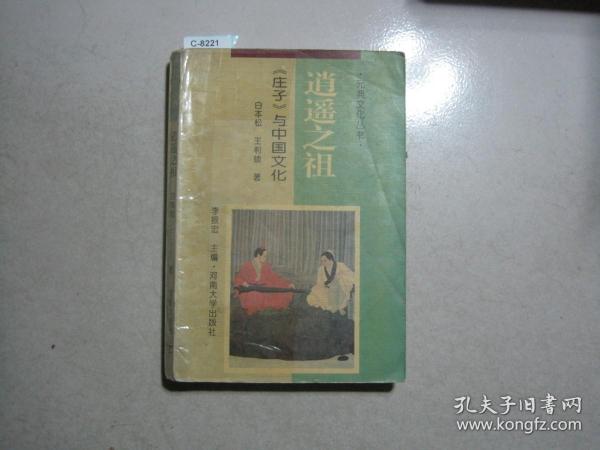 C-8221
·元典文化丛书·
逍遥之祖
《庄子》与中国文化
白本松 王利锁 著
李振宏 主编·河南大学出版社
孔夫子旧书网
www.kongfz.com